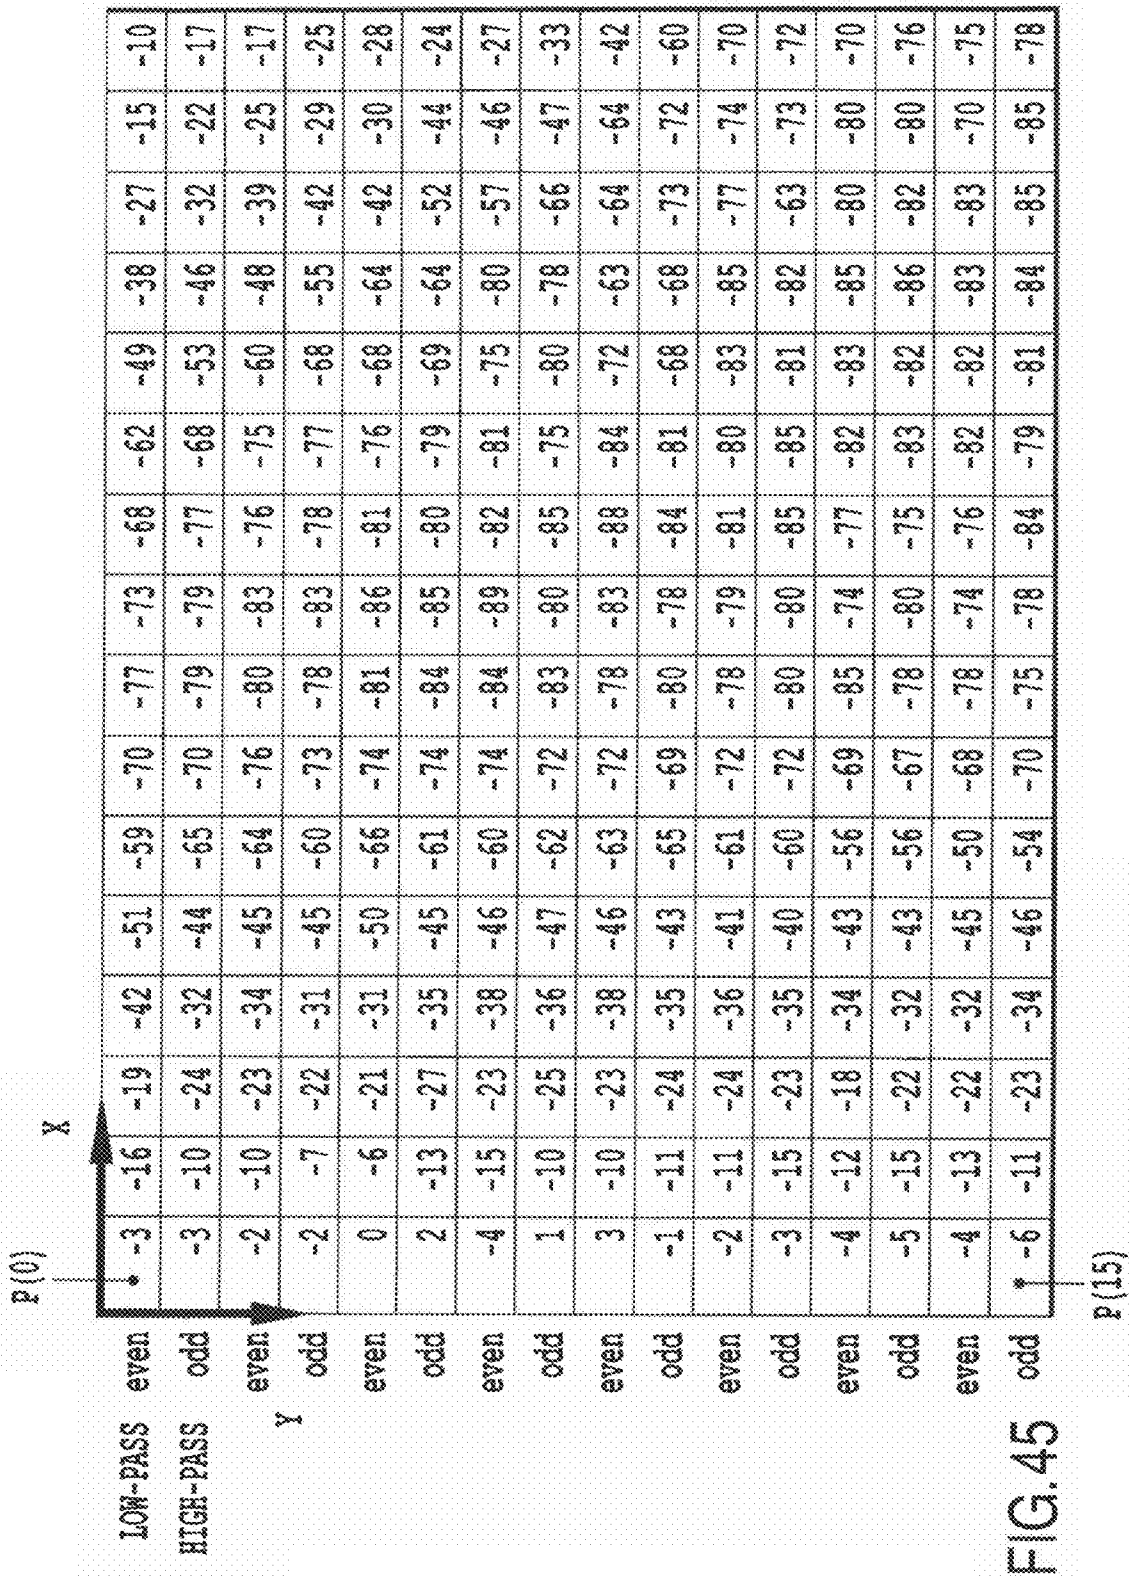 P(0)
X
LOW-PASS even -3 -16 -19 -42 -51 -59 -70 -77 -73 -68 -62 -49 -38 -27 -15 -10
HIGH-PASS odd -3 -10 -24 -32 -44 -65 -70 -79 -79 -77 -68 -53 -46 -32 -22 -17
even -2 -10 -23 -34 -45 -64 -76 -80 -83 -76 -75 -60 -48 -39 -25 -17
Y
odd -2 -7 -22 -31 -45 -60 -73 -78 -83 -78 -77 -68 -55 -42 -29 -25
even 0 -6 -21 -31 -50 -66 -74 -81 -86 -81 -76 -68 -64 -42 -30 -28
odd 2 -13 -27 -35 -45 -61 -74 -84 -85 -80 -79 -69 -64 -52 -44 -24
even -4 -15 -23 -38 -46 -60 -74 -84 -89 -82 -81 -75 -80 -57 -46 -27
odd 1 -10 -25 -36 -47 -62 -72 -83 -80 -85 -75 -80 -78 -66 -47 -33
even 3 -10 -23 -38 -46 -63 -72 -78 -83 -88 -84 -72 -63 -64 -64 -42
odd -1 -11 -24 -35 -43 -65 -69 -80 -78 -84 -81 -68 -68 -73 -72 -60
even -2 -11 -24 -36 -41 -61 -72 -78 -79 -81 -80 -83 -85 -77 -74 -70
odd -3 -15 -23 -35 -40 -60 -72 -80 -80 -85 -85 -81 -82 -63 -73 -72
even -4 -12 -18 -34 -43 -56 -69 -85 -74 -77 -82 -83 -85 -80 -80 -70
odd -5 -15 -22 -32 -43 -56 -67 -78 -80 -75 -83 -82 -86 -82 -80 -76
even -4 -13 -22 -32 -45 -50 -68 -78 -74 -76 -82 -82 -83 -83 -70 -75
odd -6 -11 -23 -34 -46 -54 -70 -75 -78 -84 -79 -81 -84 -85 -85 -78
FIG.45
P(15)